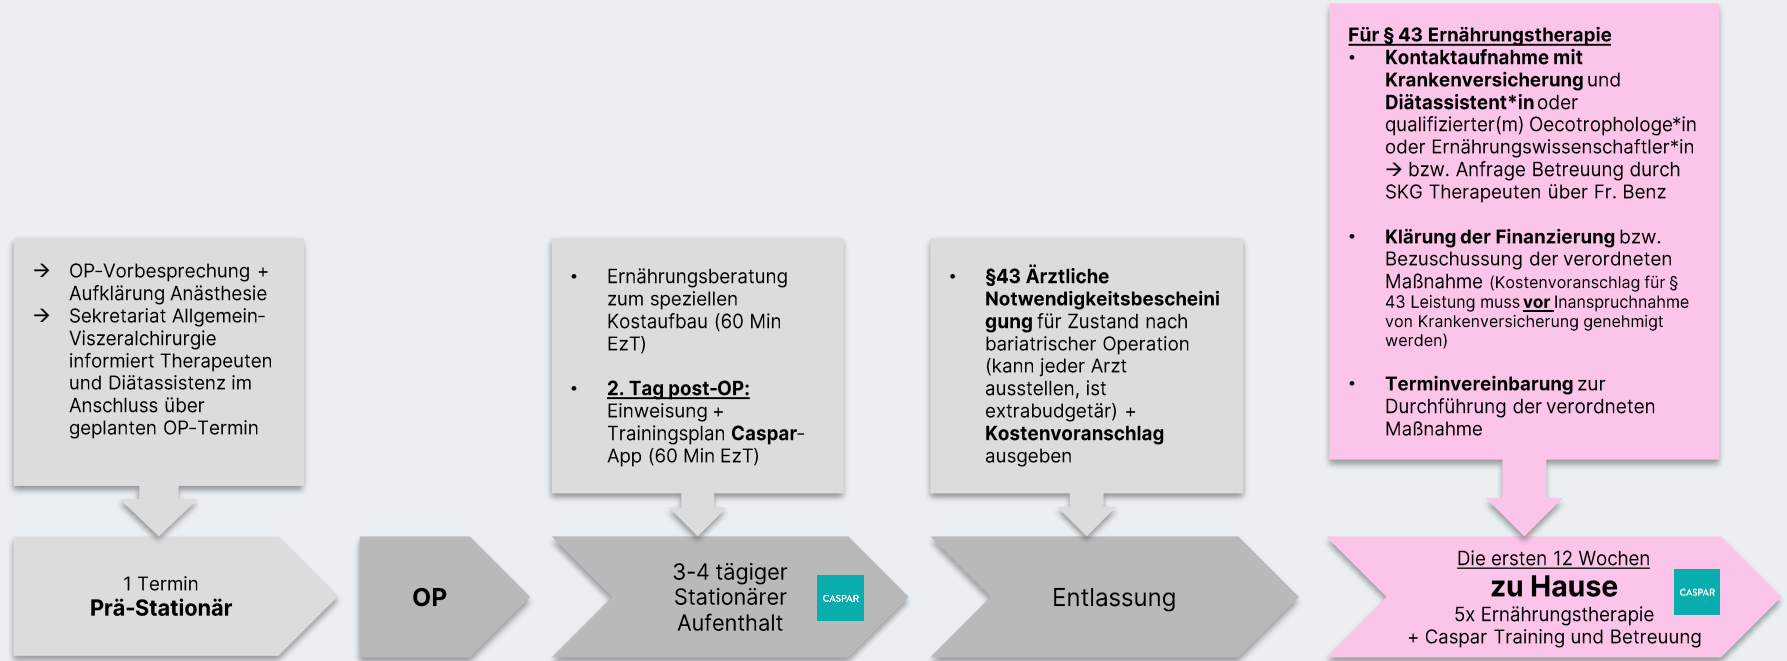 → OP-Vorbesprechung +
Aufklärung Anästhesie
→ Sekretariat Allgemein-
Viszeralchirurgie
informiert Therapeuten
und Diätassistenz im
Anschluss über
geplanten OP-Termin
1 Termin
Prä-Stationär
OP
• Ernährungsberatung
zum speziellen
Kostaufbau (60 Min
EzT)
• 2. Tag post-OP:
Einweisung +
Trainingsplan Caspar-
App (60 Min EzT)
3-4 tägiger
Stationärer
Aufenthalt
CASPAR
• §43 Ärztliche
Notwendigkeitsbescheini
gung für Zustand nach
bariatrischer Operation
(kann jeder Arzt
ausstellen, ist
extrabudgetär) +
Kostenvoranschlag
ausgeben
Entlassung
Für § 43 Ernährungstherapie
• Kontaktaufnahme mit
Krankenversicherung und
Diätassistent*in oder
qualifizierter(m) Oecotrophologe*in
oder Ernährungswissenschaftler*in
→ bzw. Anfrage Betreuung durch
SKG Therapeuten über Fr. Benz
• Klärung der Finanzierung bzw.
Bezuschussung der verordneten
Maßnahme (Kostenvoranschlag für §
43 Leistung muss vor Inanspruchnahme
von Krankenversicherung genehmigt
werden)
• Terminvereinbarung zur
Durchführung der verordneten
Maßnahme
Die ersten 12 Wochen
zu Hause
5x Ernährungstherapie
+ Caspar Training und Betreuung
CASPAR